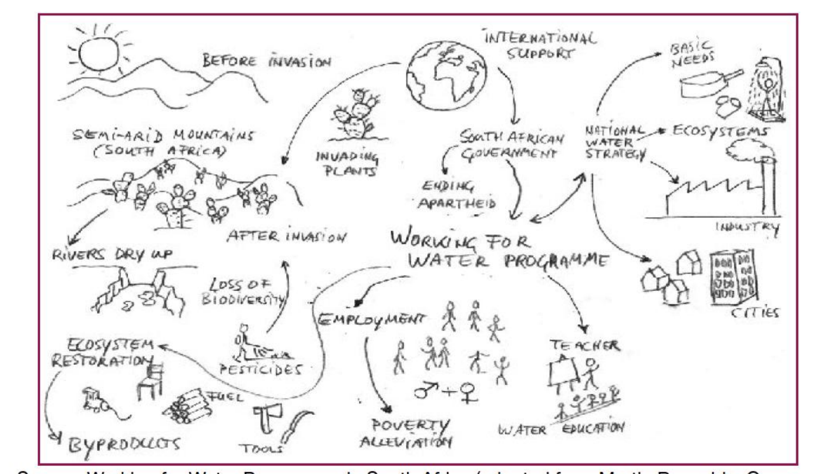 BEFORE INVASION
INTERNATIONAL
SUPPORT
BASIC
NEEDS
SEMI-ARID MOUNTAINS
(SOUTH AFRICA)
INVADING
PLANTS
SOUTH AFRICAN
GOVERNMENT
NATIONAL
WATER
STRATEGY
ECOSYSTEMS
ENDING
APARTHEID
INDUSTRY
AFTER INVASION
WORKING FOR
WATER PROGRAMME
RIVERS DRY UP
LOSS OF
BIODIVERSITY
CITIES
EMPLOYMENT
ECOSYSTEM
RESTORATION
PESTICIDES
TEACHER
FUEL
♂+♀
POVERTY
ALLEVIATION
WATER EDUCATION
BYPRODUCTS
TOOLS